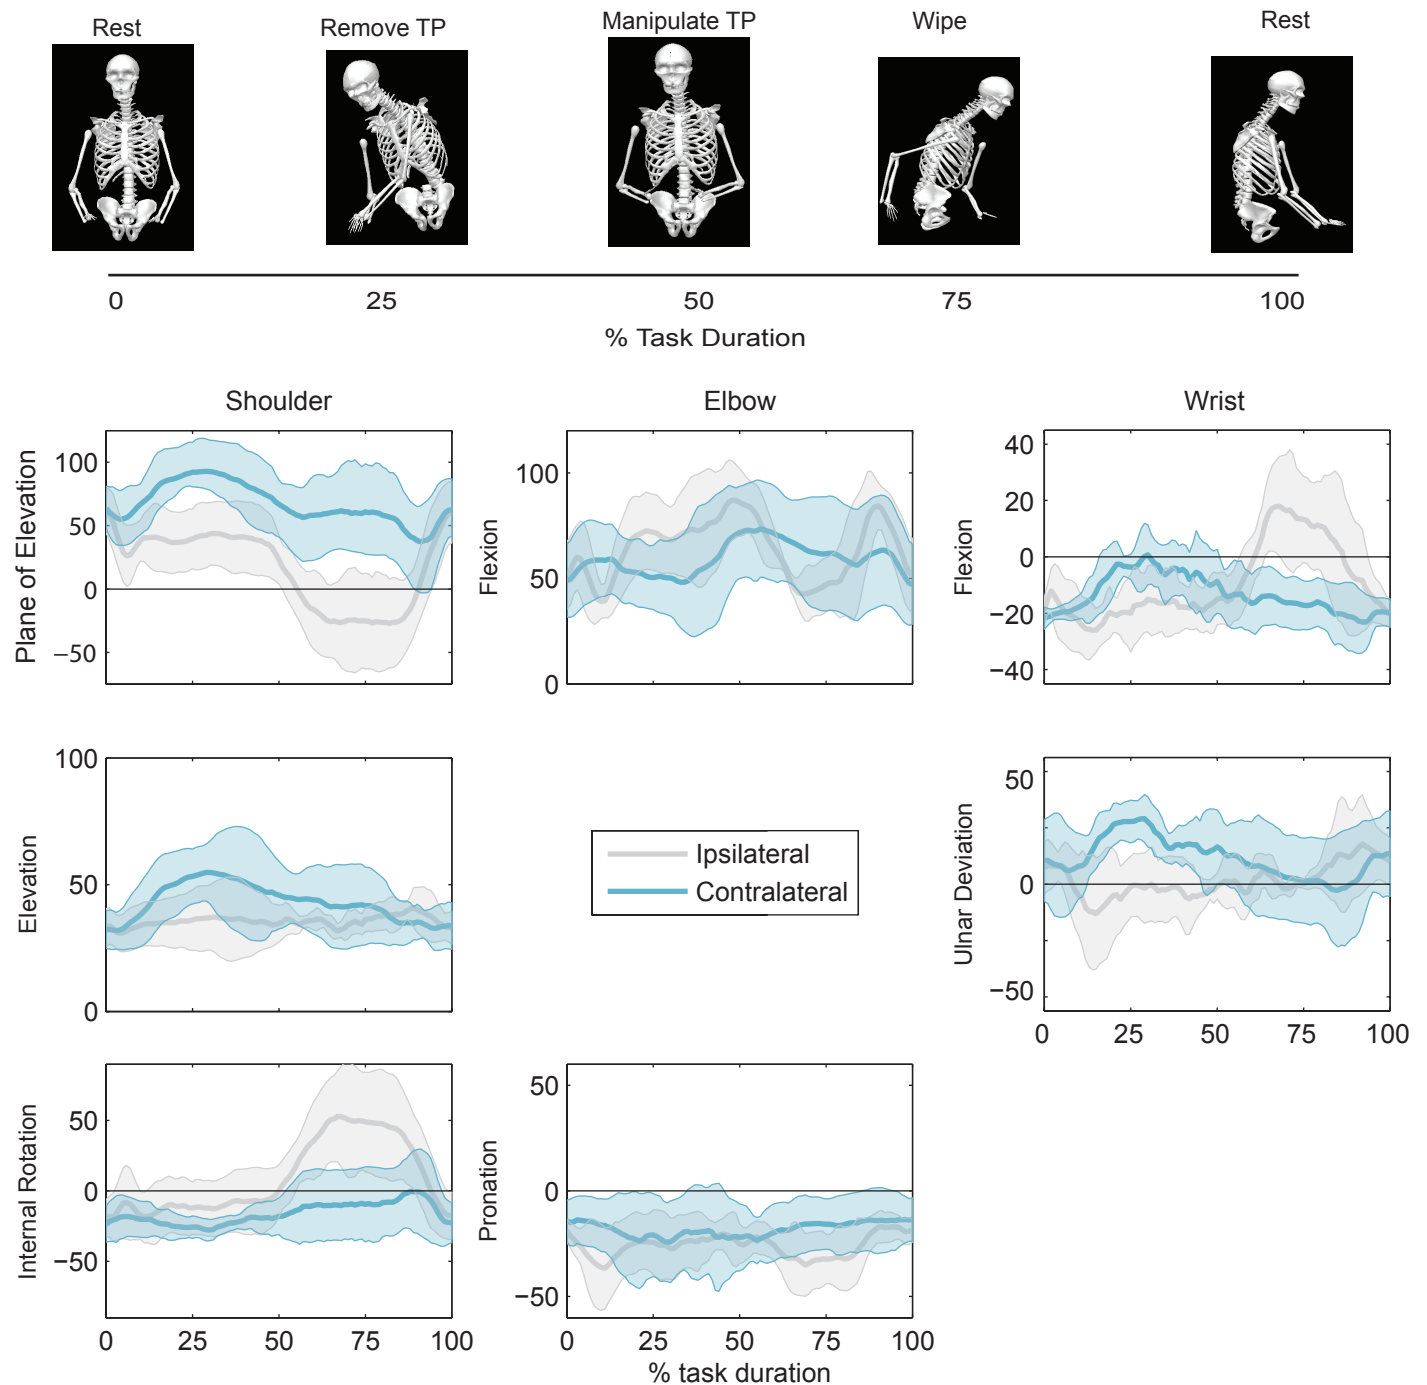 Rest
Remove TP
Manipulate TP
Wipe
Rest
0 25 50 75 100
% Task Duration
Shoulder
Elbow
Wrist
Plane of Elevation
100
50
0
−50
Flexion
100
50
0
Flexion
40
20
0
−20
−40
Elevation
100
50
0
Ipsilateral
Contralateral
Ulnar Deviation
50
0
−50
0 25 50 75 100
Internal Rotation
50
0
−50
0 25 50 75 100
Pronation
50
0
−50
0 25 50 75 100
% task duration